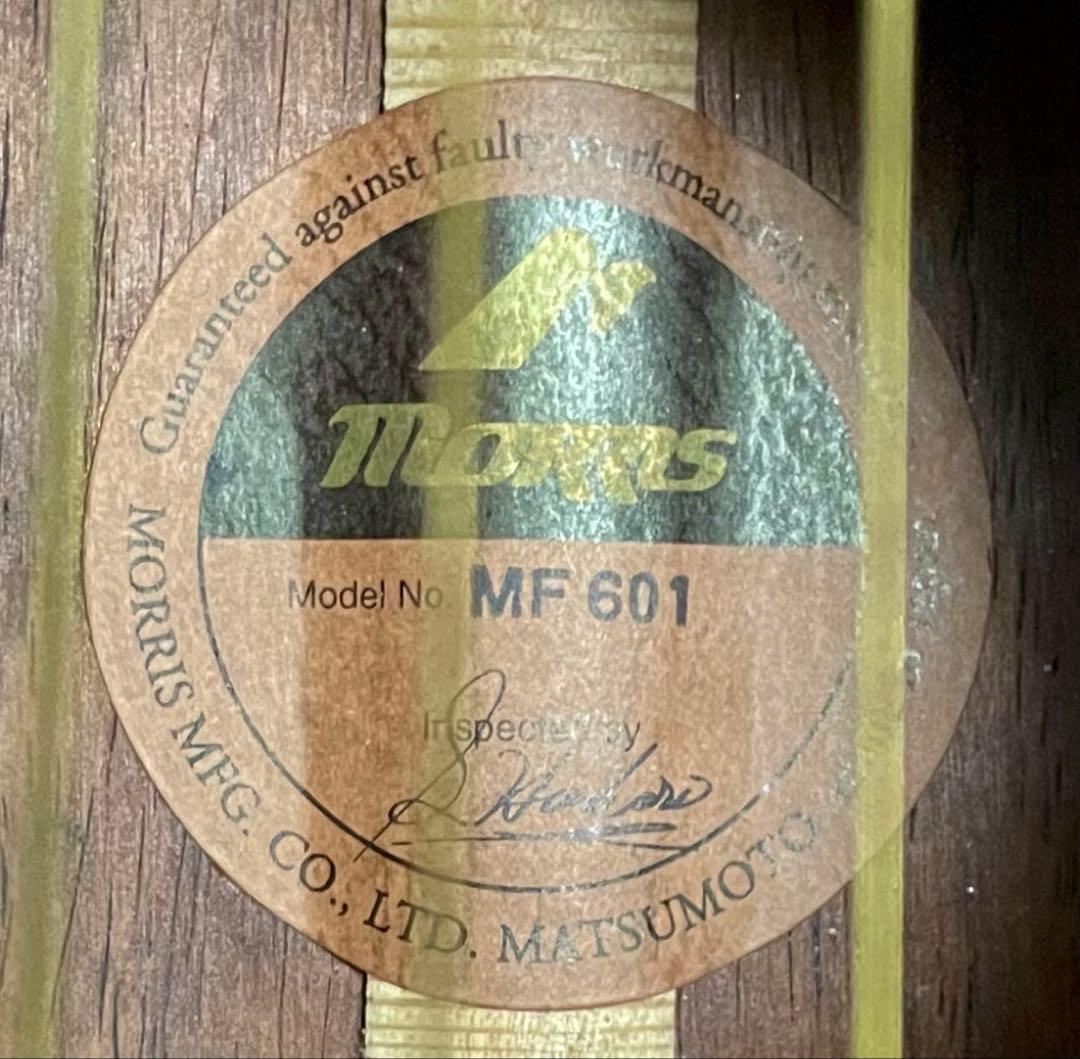 Guaranteed against faulty workmanship
Morris
Model No. MF 601
Inspected by
MORRIS MFG. CO., LTD. MATSUMOTO